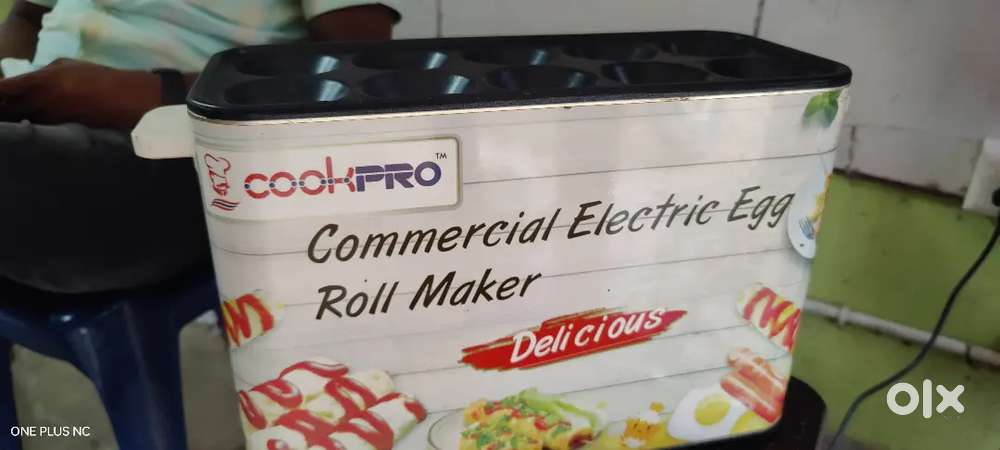 cookPRO™
Commercial Electric Egg
Roll Maker
Delicious
olx
ONE PLUS NC